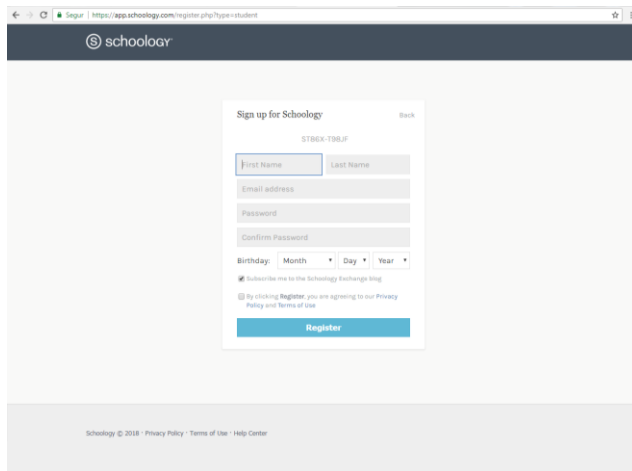 Segur | https://app.schoology.com/register.php?type=student
S schoology
Sign up for Schoology Back
ST86X-T98JF
First Name Last Name
Email address
Password
Confirm Password
Birthday: Month Day Year
Subscribe me to the Schoology Exchange blog
By clicking Register, you are agreeing to our Privacy
Policy and Terms of Use
Register
Schoology © 2018 · Privacy Policy · Terms of Use · Help Center